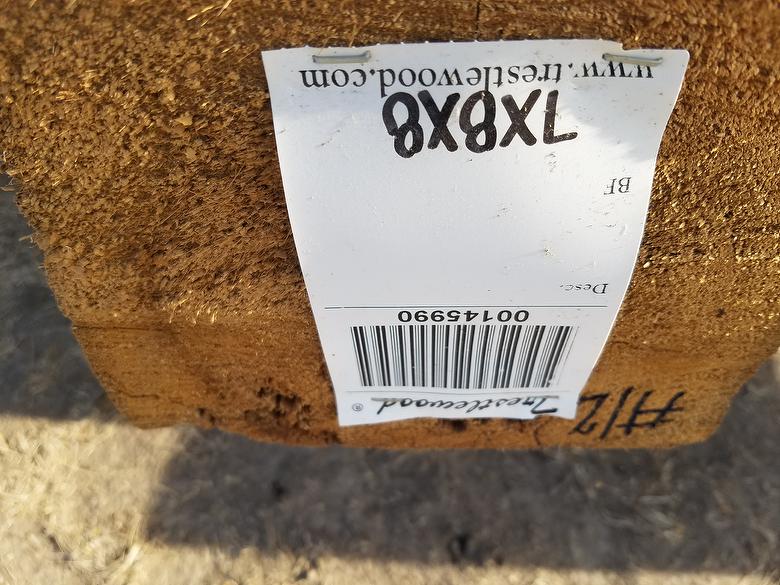 #12
Trestlewood ®
00145990
Desc.
BF
7X8X8
www.trestlewood.com